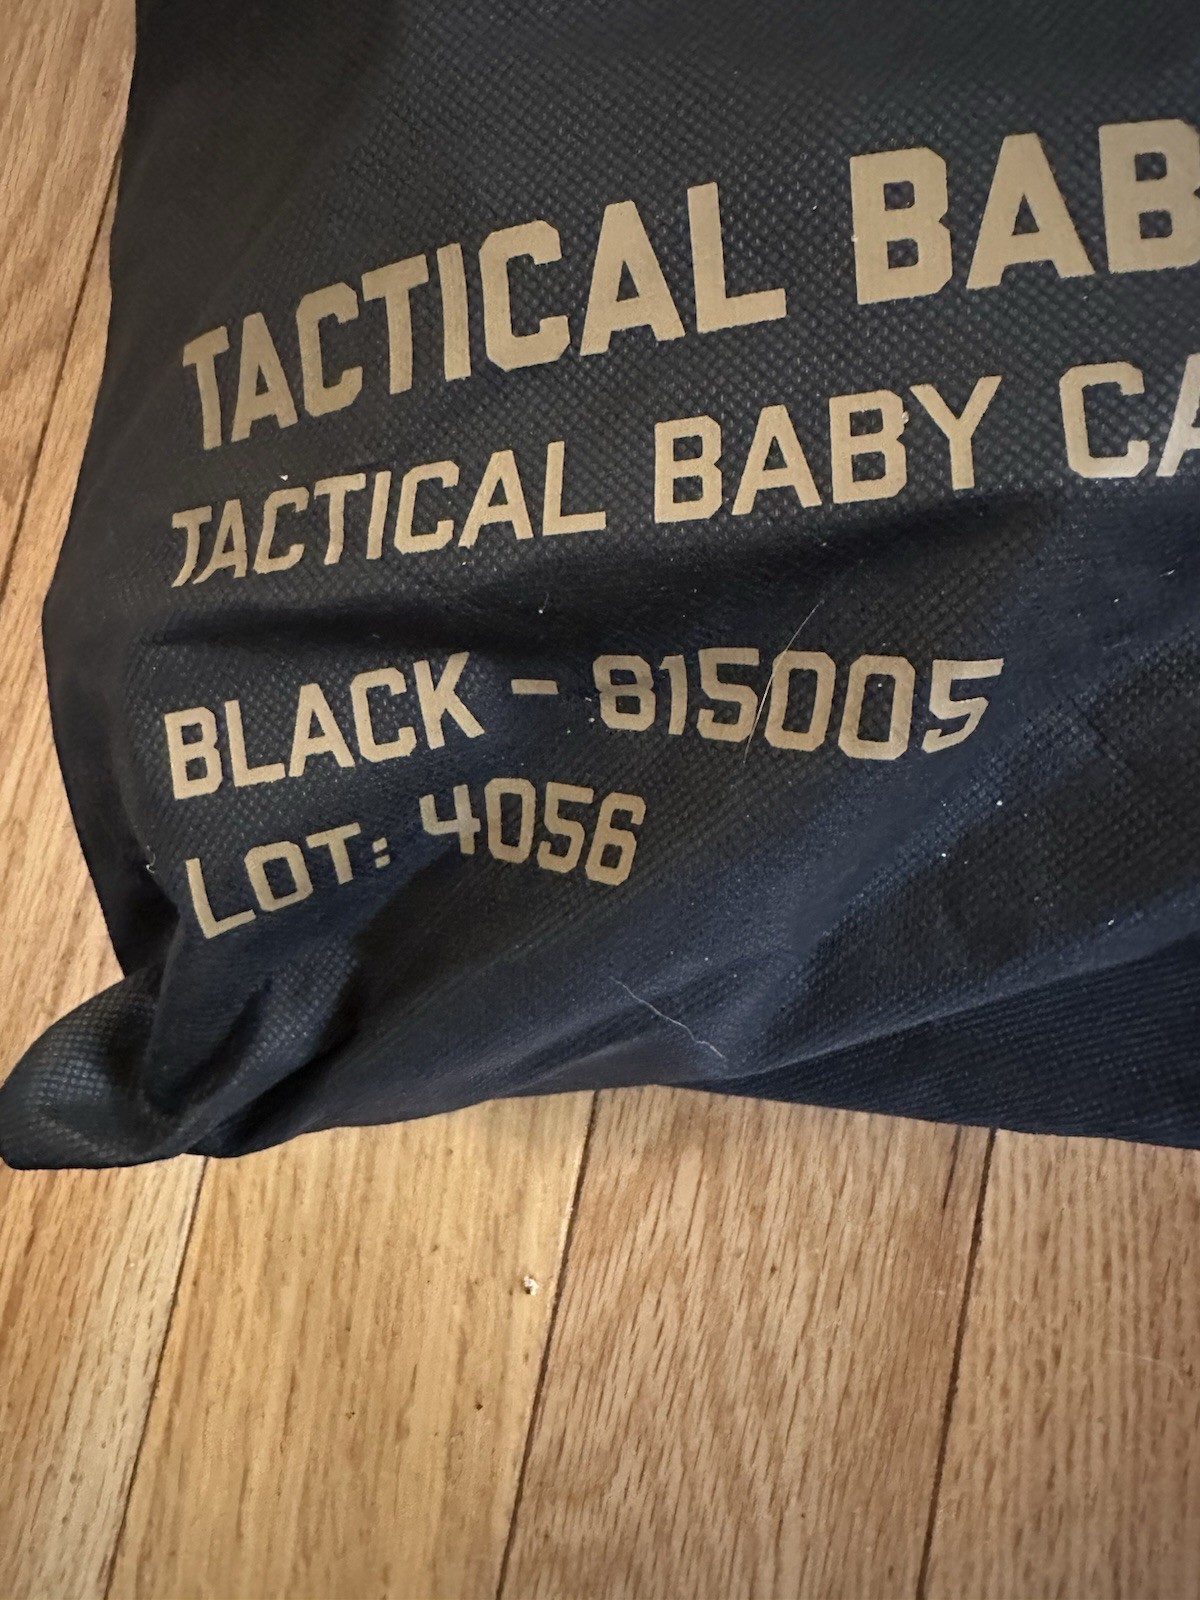 TACTICAL BAB
TACTICAL BABY CA
BLACK - 815005
LOT: 4056